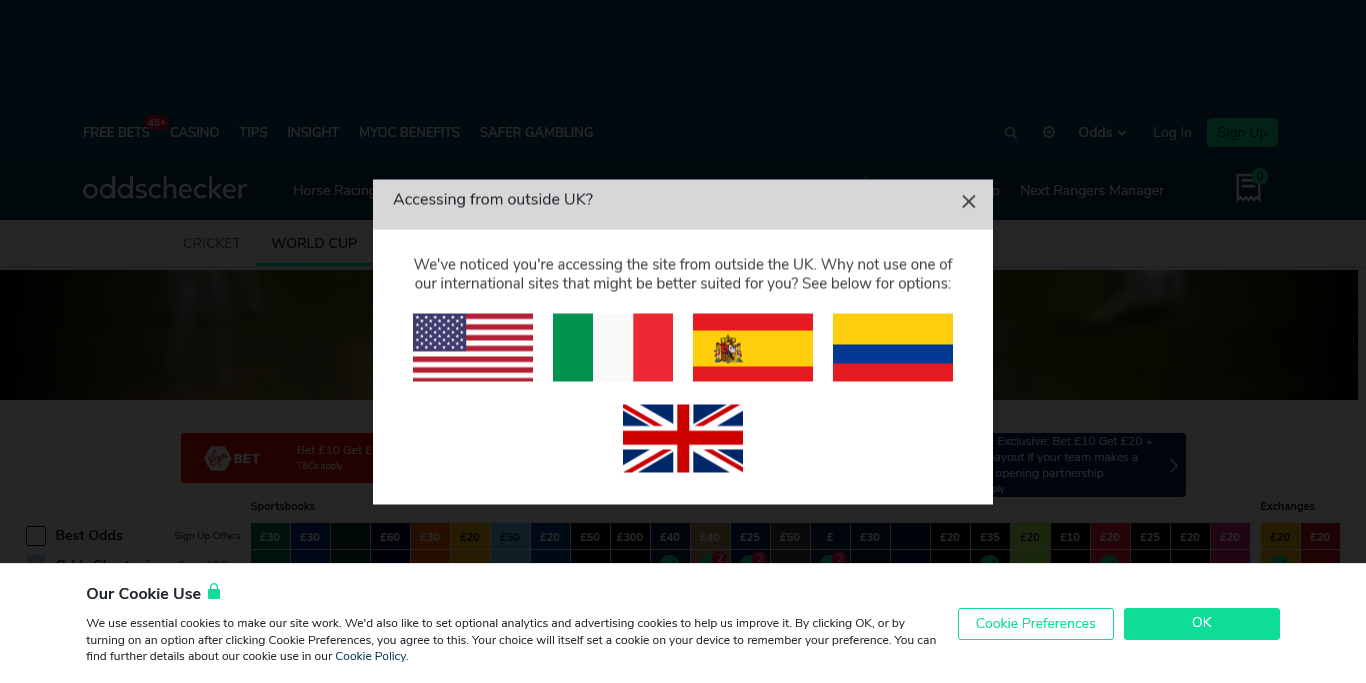 45+
FREE BETS CASINO TIPS INSIGHT MYOC BENEFITS SAFER GAMBLING Odds Log In Sign Up
oddschecker Horse Racing Next Rangers Manager 0
CRICKET WORLD CUP
Accessing from outside UK?
We've noticed you're accessing the site from outside the UK. Why not use one of
our international sites that might be better suited for you? See below for options:
Virgin BET
Bet £10 Get £
T&Cs apply
Exclusive: Bet £10 Get £20 +
payout if your team makes a
opening partnership
Sportsbooks Exchanges
Best Odds Sign Up Offers £30 £30 £60 £30 £20 £50 £20 £50 £300 £40 £40 £25 £50 £ £30 £20 £35 £20 £10 £20 £25 £20 £20 £20 £20
2 2 2
Our Cookie Use
We use essential cookies to make our site work. We'd also like to set optional analytics and advertising cookies to help us improve it. By clicking OK, or by
turning on an option after clicking Cookie Preferences, you agree to this. Your choice will itself set a cookie on your device to remember your preference. You can
find further details about our cookie use in our Cookie Policy.
Cookie Preferences
OK